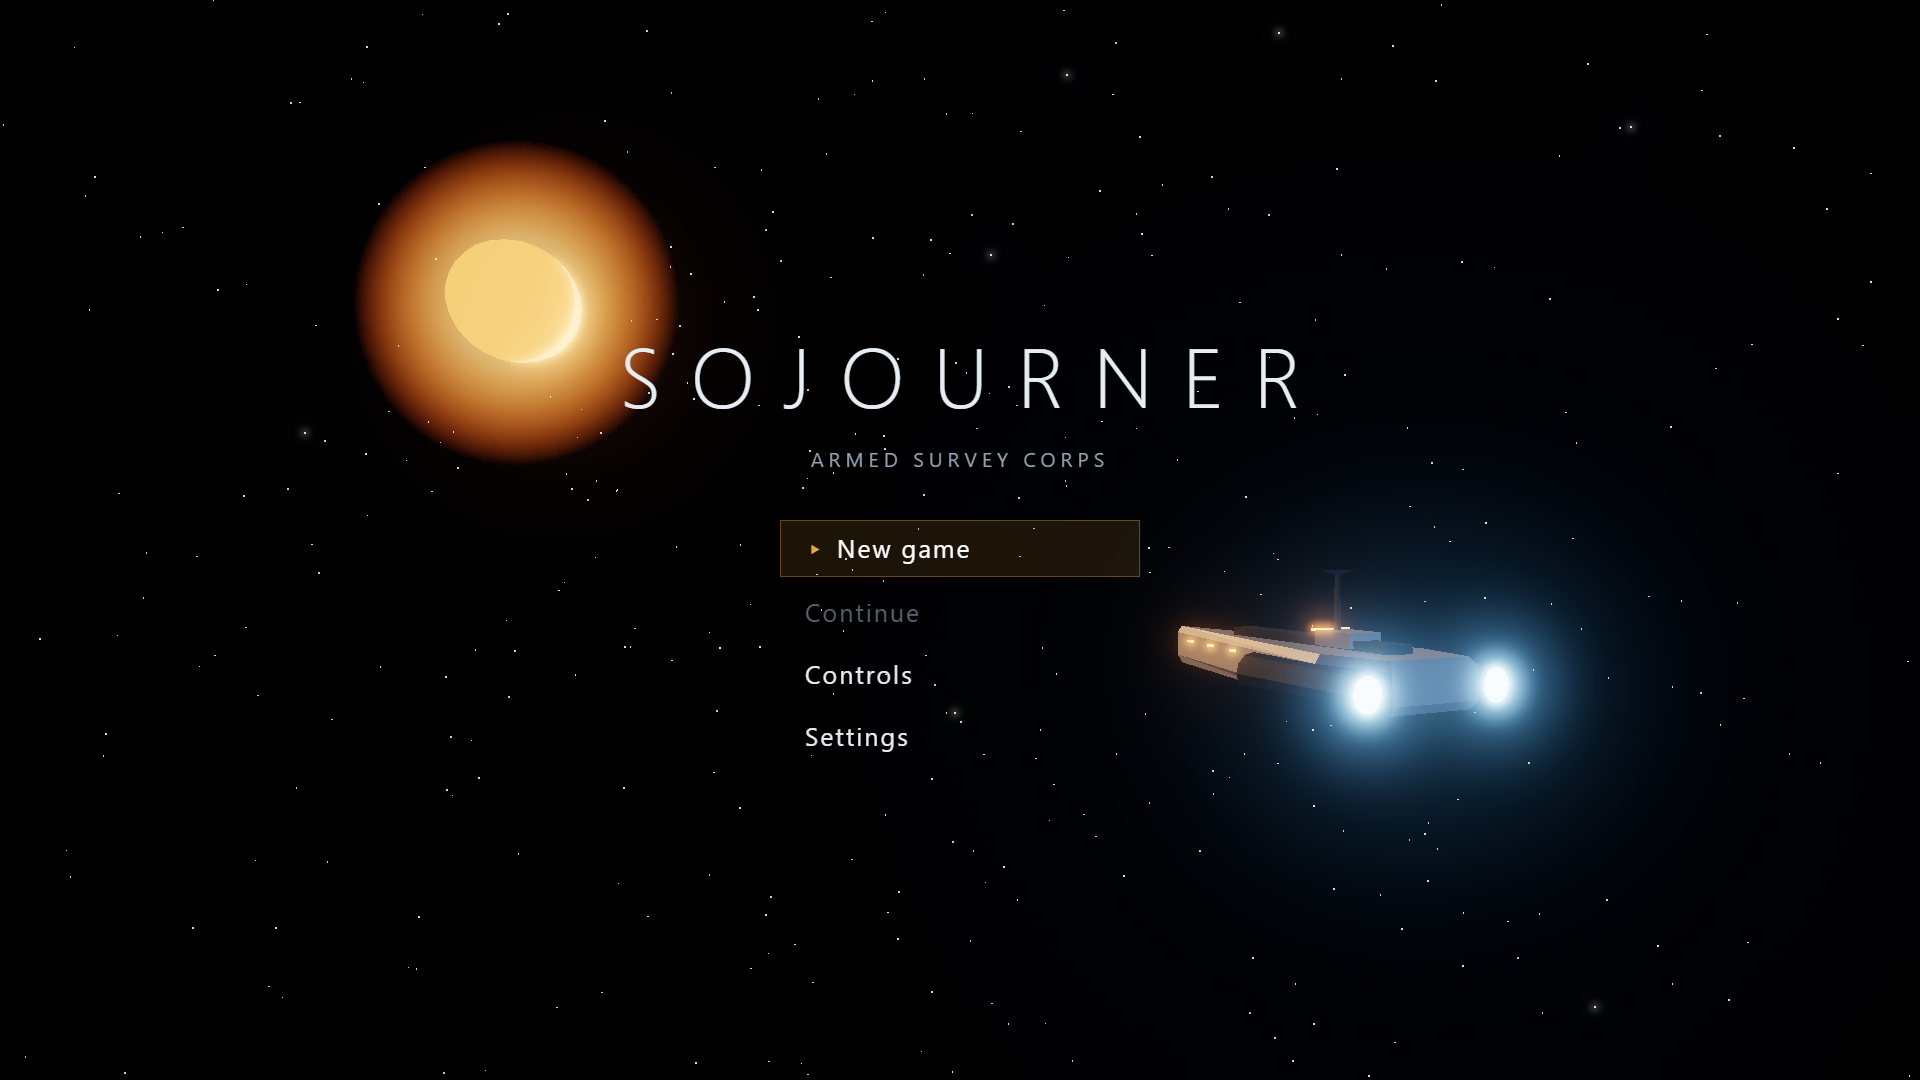 SOJOURNER
ARMED SURVEY CORPS
New game
Continue
Controls
Settings